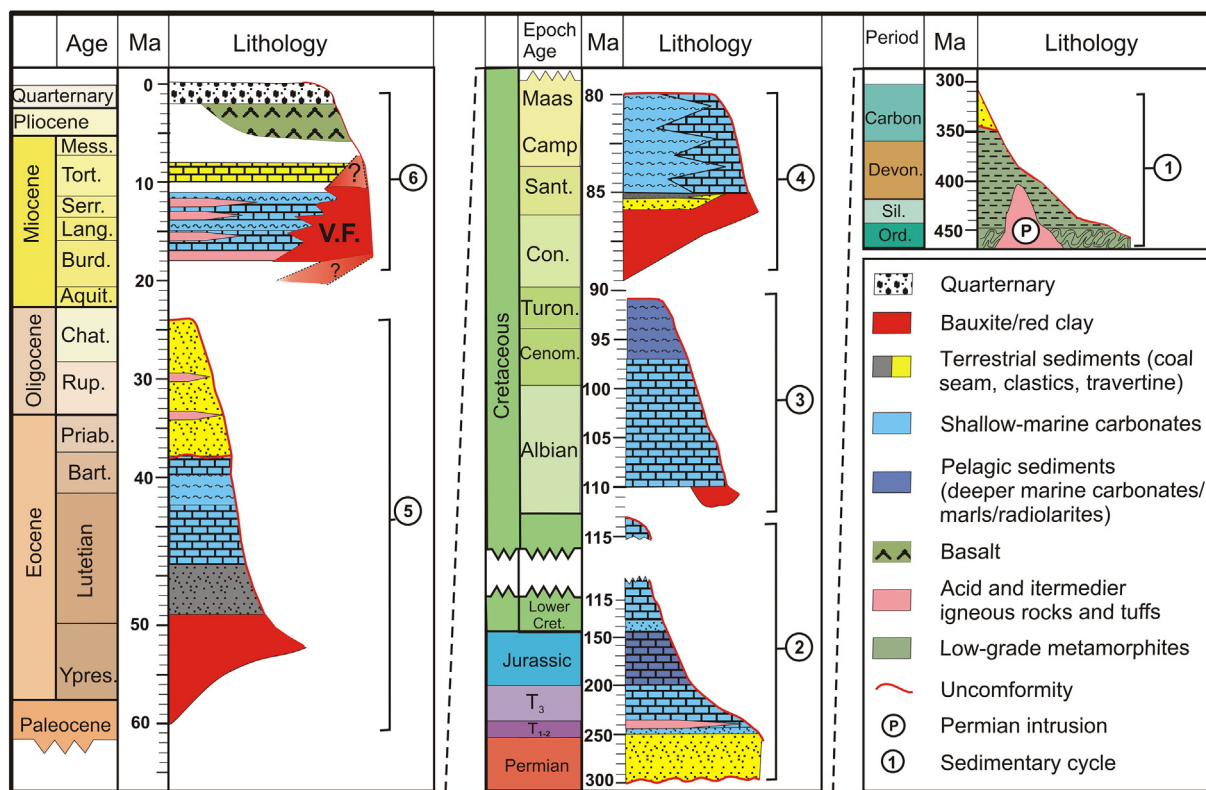 Age Ma Lithology
0
Quarternary
Pliocene
Mess.
Tort.
10
Serr.
Lang.
Burd.
Aquit.
20
Miocene
?
V.F.
?
6
Chat.
Rup.
30
Oligocene
Priab.
Bart.
40
Lutetian
50
Ypres.
Eocene
Paleocene
60
5
Epoch
Age
Ma Lithology
Maas
80
Camp
Sant.
85
Con.
90
4
Turon.
95
Cenom.
100
Albian
105
110
115
3
Cretaceous
Lower
Cret.
115
150
Jurassic
200
T3
T1-2
250
Permian
300
2
Period Ma Lithology
300
Carbon
350
Devon.
400
Sil.
Ord.
450
P
1
Quarternary
Bauxite/red clay
Terrestrial sediments (coal
seam, clastics, travertine)
Shallow-marine carbonates
Pelagic sediments
(deeper marine carbonates/
marls/radiolarites)
Basalt
Acid and itermedier
igneous rocks and tuffs
Low-grade metamorphites
Uncomformity
P Permian intrusion
1 Sedimentary cycle